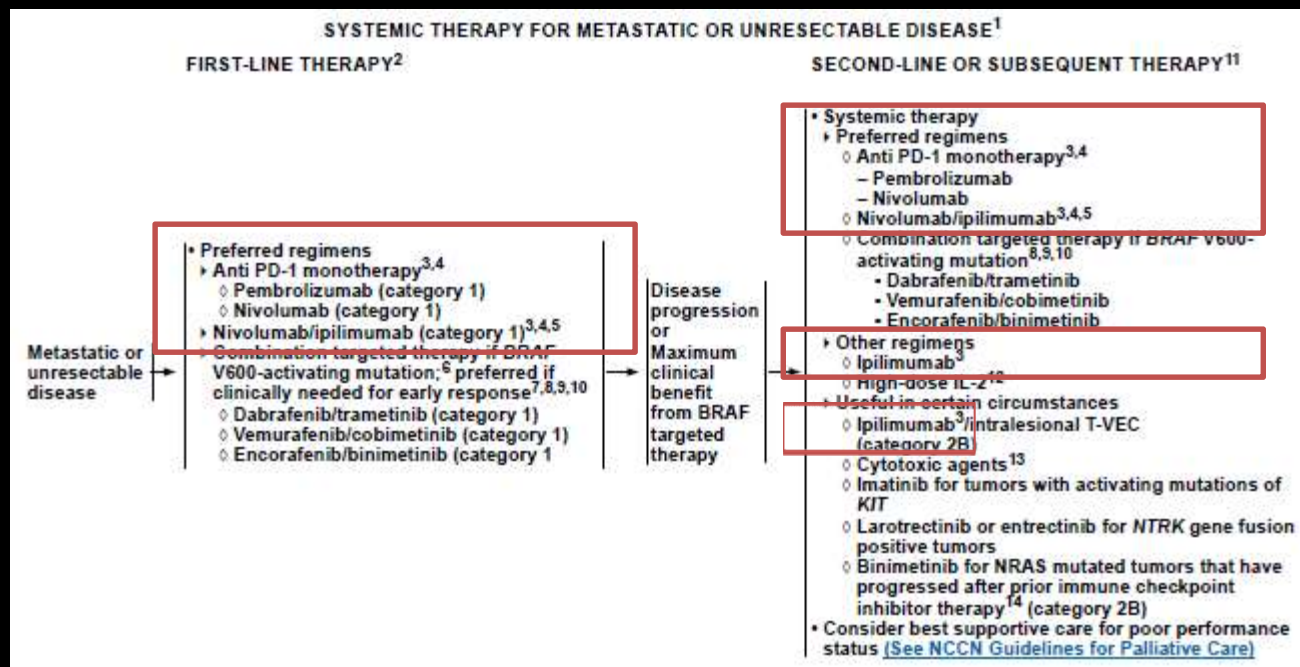 SYSTEMIC THERAPY FOR METASTATIC OR UNRESECTABLE DISEASE1
FIRST-LINE THERAPY2
Metastatic or
unresectable
disease
• Preferred regimens
▸ Anti PD-1 monotherapy3,4
◊ Pembrolizumab (category 1)
◊ Nivolumab (category 1)
▸ Nivolumab/ipilimumab (category 1)3,4,5
▸ Combination targeted therapy if BRAF
V600-activating mutation;6 preferred if
clinically needed for early response7,8,9,10
◊ Dabrafenib/trametinib (category 1)
◊ Vemurafenib/cobimetinib (category 1)
◊ Encorafenib/binimetinib (category 1
Disease
progression
or
Maximum
clinical
benefit
from BRAF
targeted
therapy
SECOND-LINE OR SUBSEQUENT THERAPY11
• Systemic therapy
▸ Preferred regimens
◊ Anti PD-1 monotherapy3,4
– Pembrolizumab
– Nivolumab
◊ Nivolumab/ipilimumab3,4,5
◊ Combination targeted therapy if BRAF V600-
activating mutation8,9,10
▪ Dabrafenib/trametinib
▪ Vemurafenib/cobimetinib
▪ Encorafenib/binimetinib
▸ Other regimens
◊ Ipilimumab3
◊ High-dose IL-212
▸ Useful in certain circumstances
◊ Ipilimumab3/intralesional T-VEC
(category 2B)
◊ Cytotoxic agents13
◊ Imatinib for tumors with activating mutations of
KIT
◊ Larotrectinib or entrectinib for NTRK gene fusion
positive tumors
◊ Binimetinib for NRAS mutated tumors that have
progressed after prior immune checkpoint
inhibitor therapy14 (category 2B)
• Consider best supportive care for poor performance
status (See NCCN Guidelines for Palliative Care)